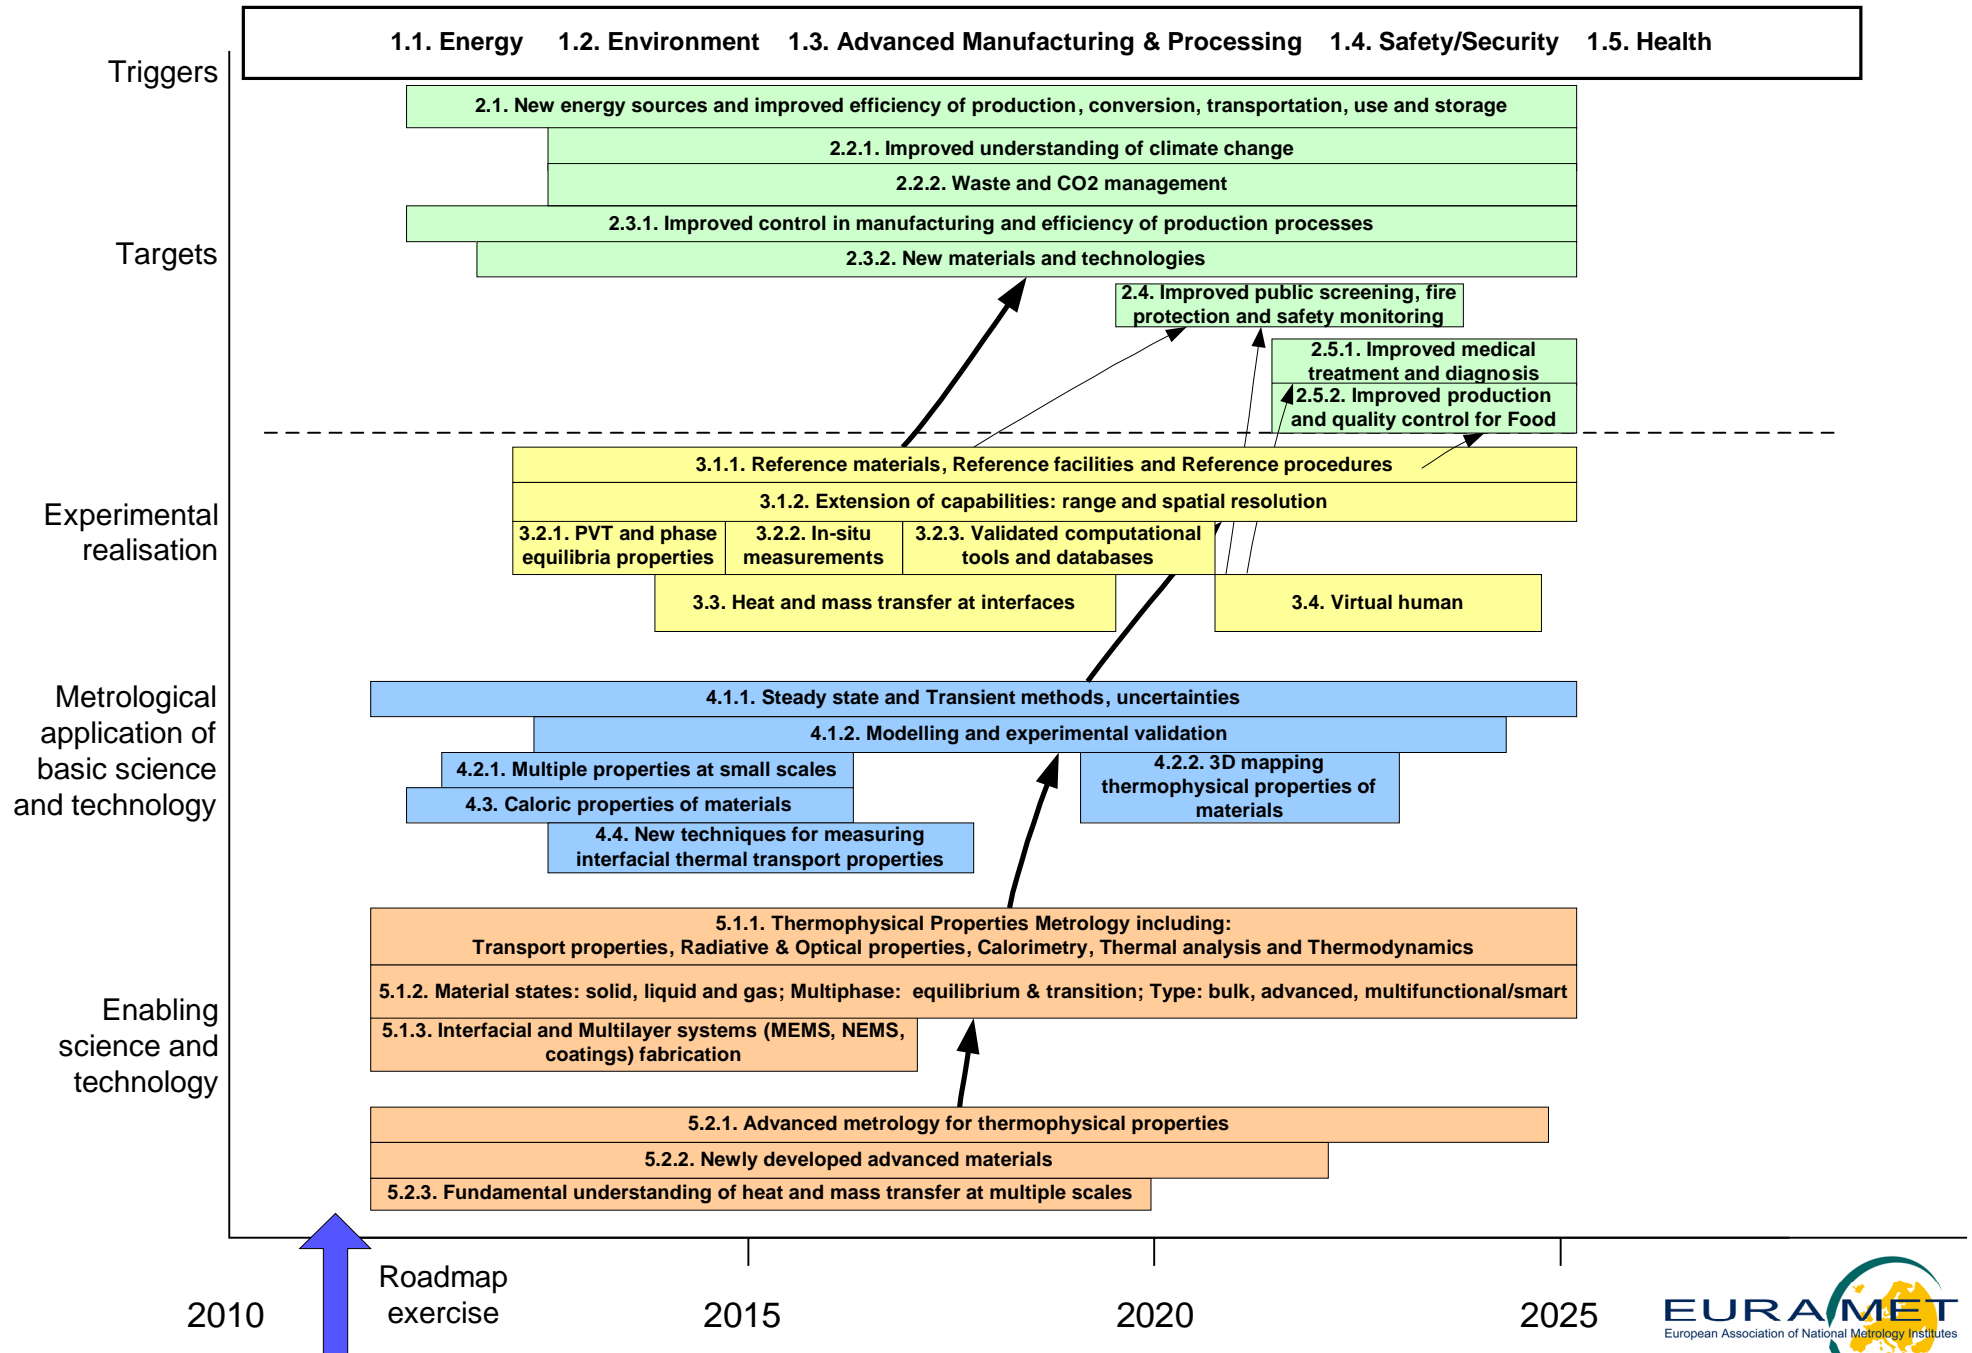 1.1. Energy 1.2. Environment 1.3. Advanced Manufacturing & Processing 1.4. Safety/Security 1.5. Health
Triggers
2.1. New energy sources and improved efficiency of production, conversion, transportation, use and storage
2.2.1. Improved understanding of climate change
2.2.2. Waste and CO2 management
2.3.1. Improved control in manufacturing and efficiency of production processes
Targets
2.3.2. New materials and technologies
2.4. Improved public screening, fire
protection and safety monitoring
2.5.1. Improved medical
treatment and diagnosis
2.5.2. Improved production
and quality control for Food
Experimental
realisation
3.1.1. Reference materials, Reference facilities and Reference procedures
3.1.2. Extension of capabilities: range and spatial resolution
3.2.1. PVT and phase
equilibria properties
3.2.2. In-situ
measurements
3.2.3. Validated computational
tools and databases
3.3. Heat and mass transfer at interfaces
3.4. Virtual human
Metrological
application of
basic science
and technology
4.1.1. Steady state and Transient methods, uncertainties
4.1.2. Modelling and experimental validation
4.2.1. Multiple properties at small scales
4.2.2. 3D mapping
thermophysical properties of
materials
4.3. Caloric properties of materials
4.4. New techniques for measuring
interfacial thermal transport properties
Enabling
science and
technology
5.1.1. Thermophysical Properties Metrology including:
Transport properties, Radiative & Optical properties, Calorimetry, Thermal analysis and Thermodynamics
5.1.2. Material states: solid, liquid and gas; Multiphase: equilibrium & transition; Type: bulk, advanced, multifunctional/smart
5.1.3. Interfacial and Multilayer systems (MEMS, NEMS,
coatings) fabrication
5.2.1. Advanced metrology for thermophysical properties
5.2.2. Newly developed advanced materials
5.2.3. Fundamental understanding of heat and mass transfer at multiple scales
Roadmap
exercise
2010
2015
2020
2025
EURAMET
European Association of National Metrology Institutes